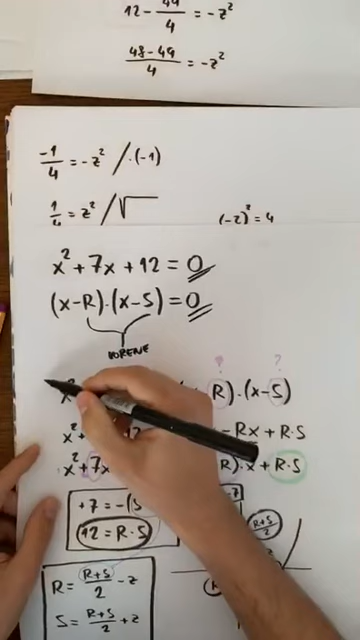 12 - 49/4 = -z²
48-49/4 = -z²
-1/4 = -z² /·(-1)
1/4 = z² /√
(-2)² = 4
x² + 7x + 12 = 0
(x-R)·(x-S) = 0
? ?
R)·(x-S)
- Rx + R·S
x² + 7x R)·x + R·S
+7 = -(S
12 = R·S
R+S/2
R = R+S/2 - z
S = R+S/2 + z